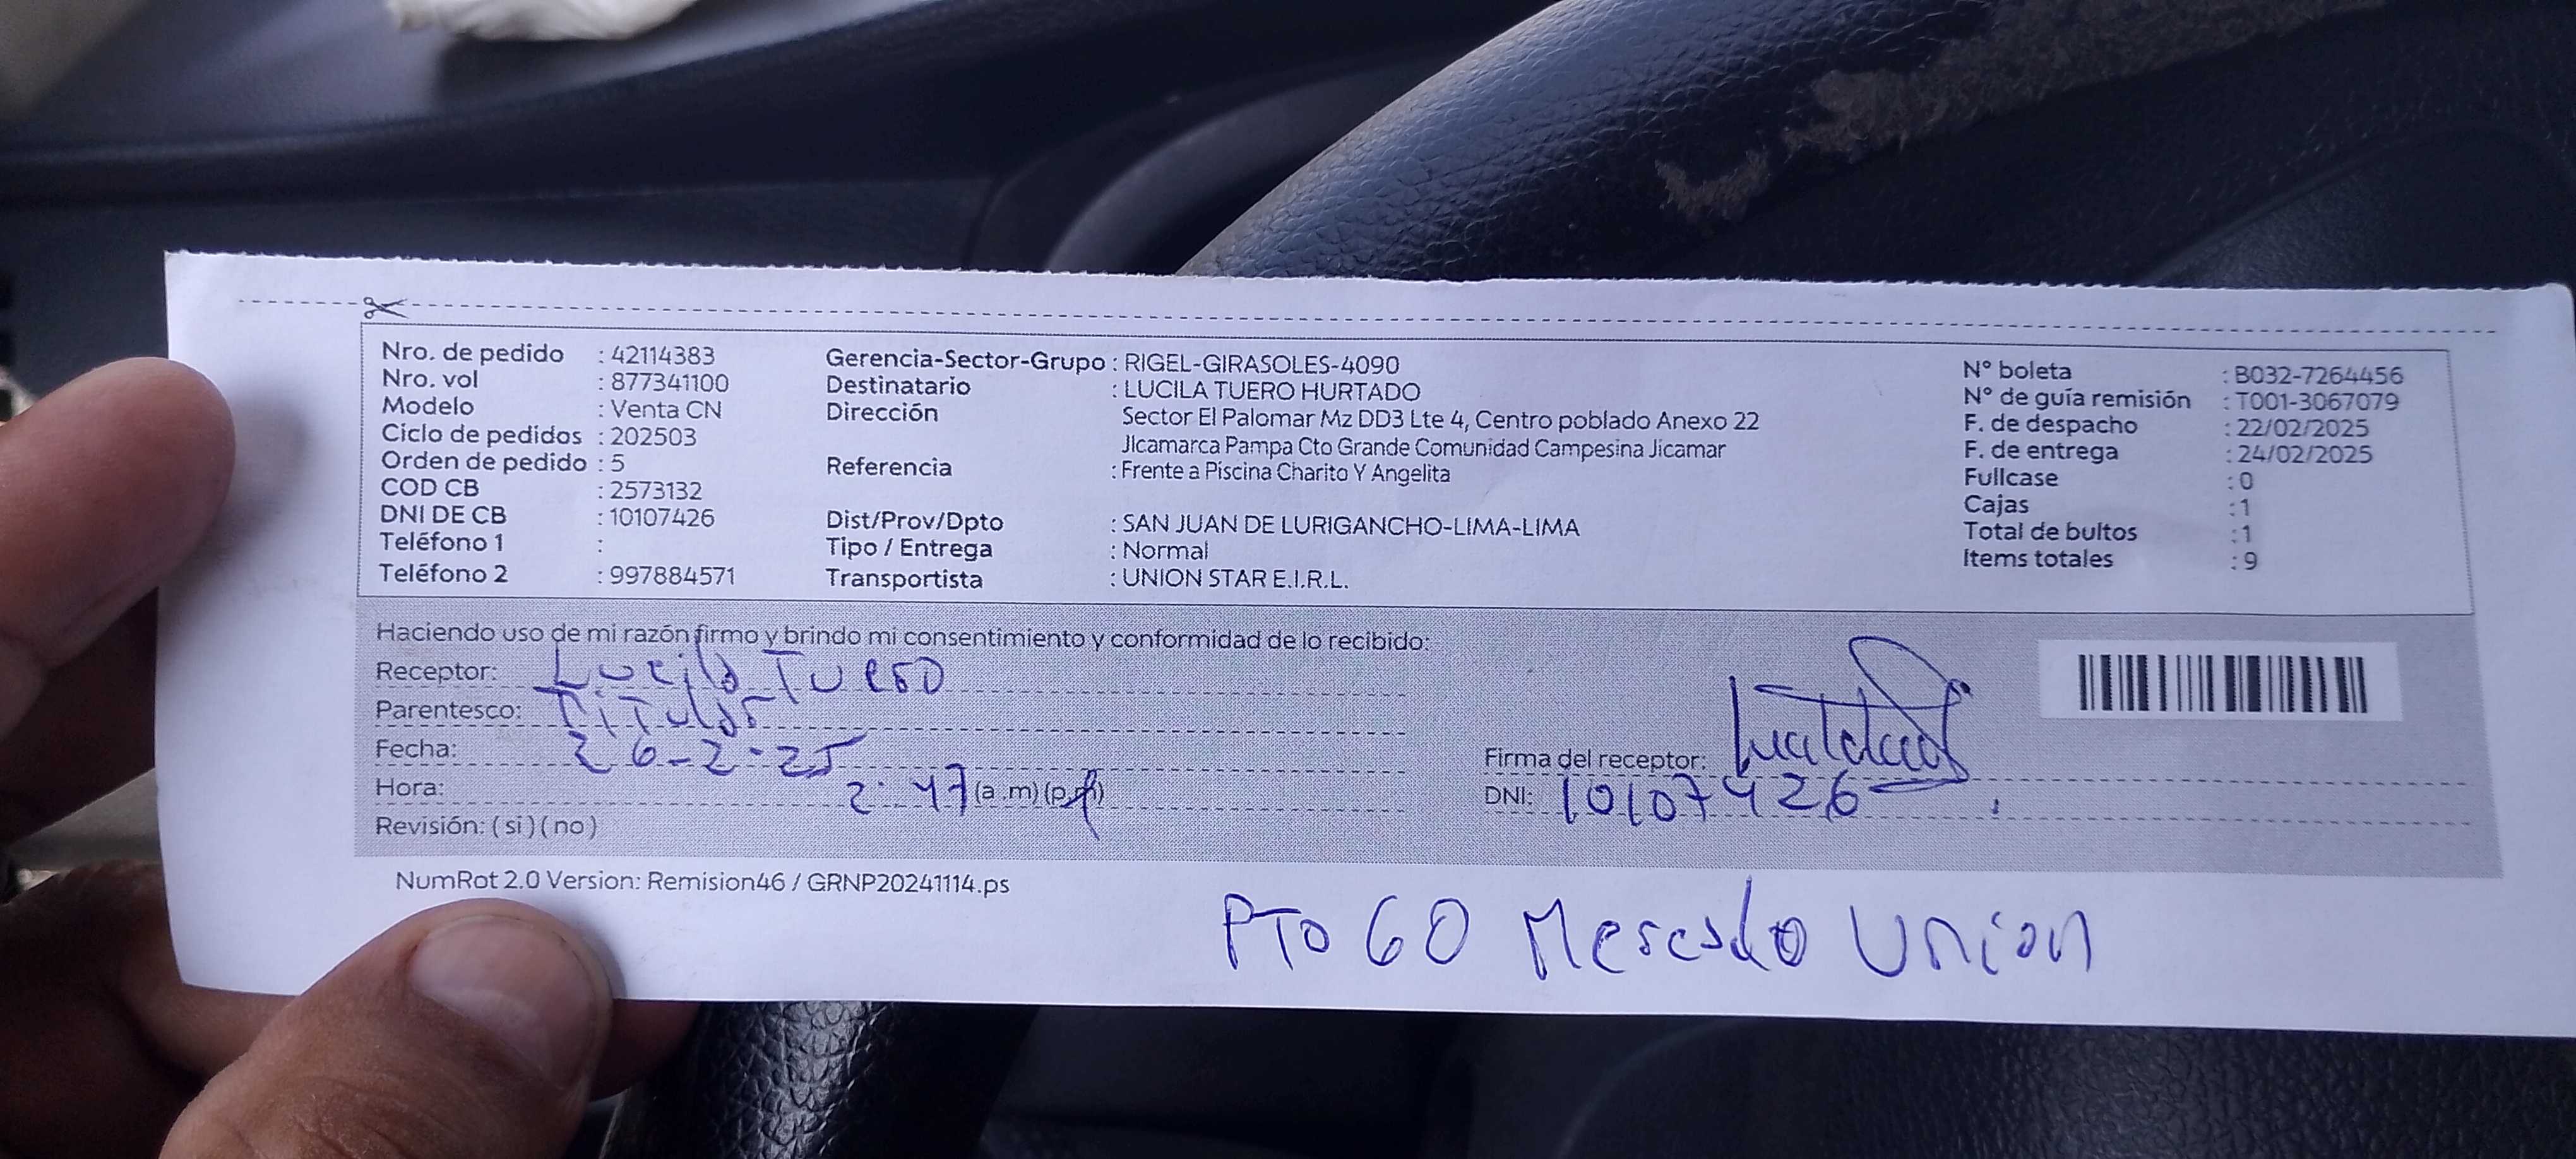 Nro. de pedido : 42114383
Nro. vol : 877341100
Modelo : Venta CN
Ciclo de pedidos : 202503
Orden de pedido : 5
COD CB : 2573132
DNI DE CB : 10107426
Teléfono 1 :
Teléfono 2 : 997884571
Gerencia-Sector-Grupo : RIGEL-GIRASOLES-4090
Destinatario : LUCILA TUERO HURTADO
Dirección Sector El Palomar Mz DD3 Lte 4, Centro poblado Anexo 22
JIcamarca Pampa Cto Grande Comunidad Campesina Jicamar
Referencia : Frente a Piscina Charito Y Angelita
Dist/Prov/Dpto : SAN JUAN DE LURIGANCHO-LIMA-LIMA
Tipo / Entrega : Normal
Transportista : UNION STAR E.I.R.L.
N° boleta : B032-7264456
N° de guía remisión : T001-3067079
F. de despacho : 22/02/2025
F. de entrega : 24/02/2025
Fullcase : 0
Cajas : 1
Total de bultos : 1
Items totales : 9
Haciendo uso de mi razón firmo y brindo mi consentimiento y conformidad de lo recibido:
Receptor: Lucila Tuero
Parentesco: Titular
Fecha: 26-2-25
Hora: 2:47 (a.m) (p.m)
Revisión: (si) (no)
Firma del receptor:
DNI: 10107426
NumRot 2.0 Version: Remision46 / GRNP20241114.ps
PTo 60 Mercado Union